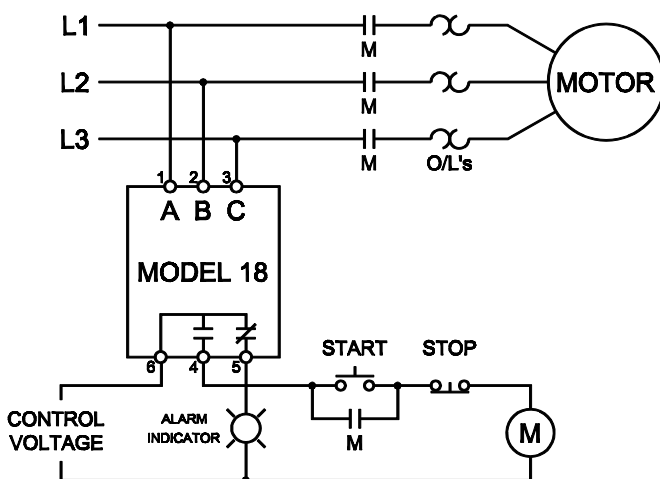 L1
M
L2
M
MOTOR
L3
M
O/L's
1 2 3
A B C
MODEL 18
6 4 5
START
STOP
CONTROL
VOLTAGE
ALARM
INDICATOR
M
M